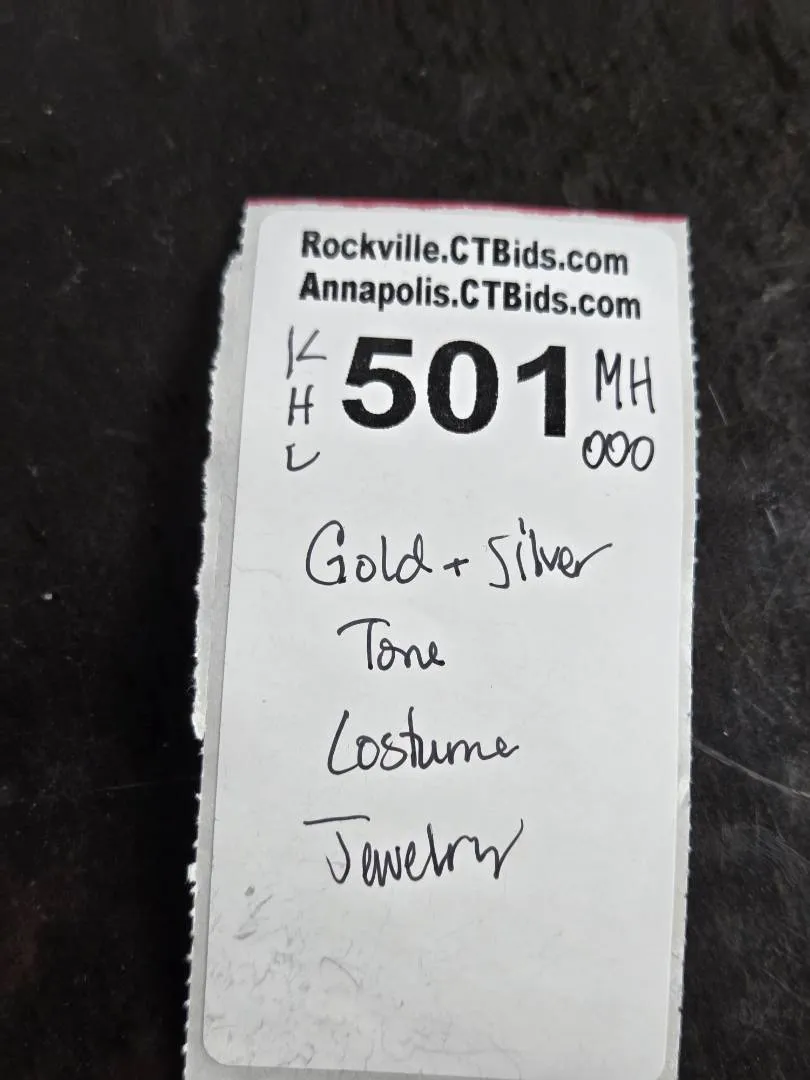 Rockville.CTBids.com
Annapolis.CTBids.com
K 501 MH
H 000
L
Gold + Silver
Tone
Costume
Jewelry